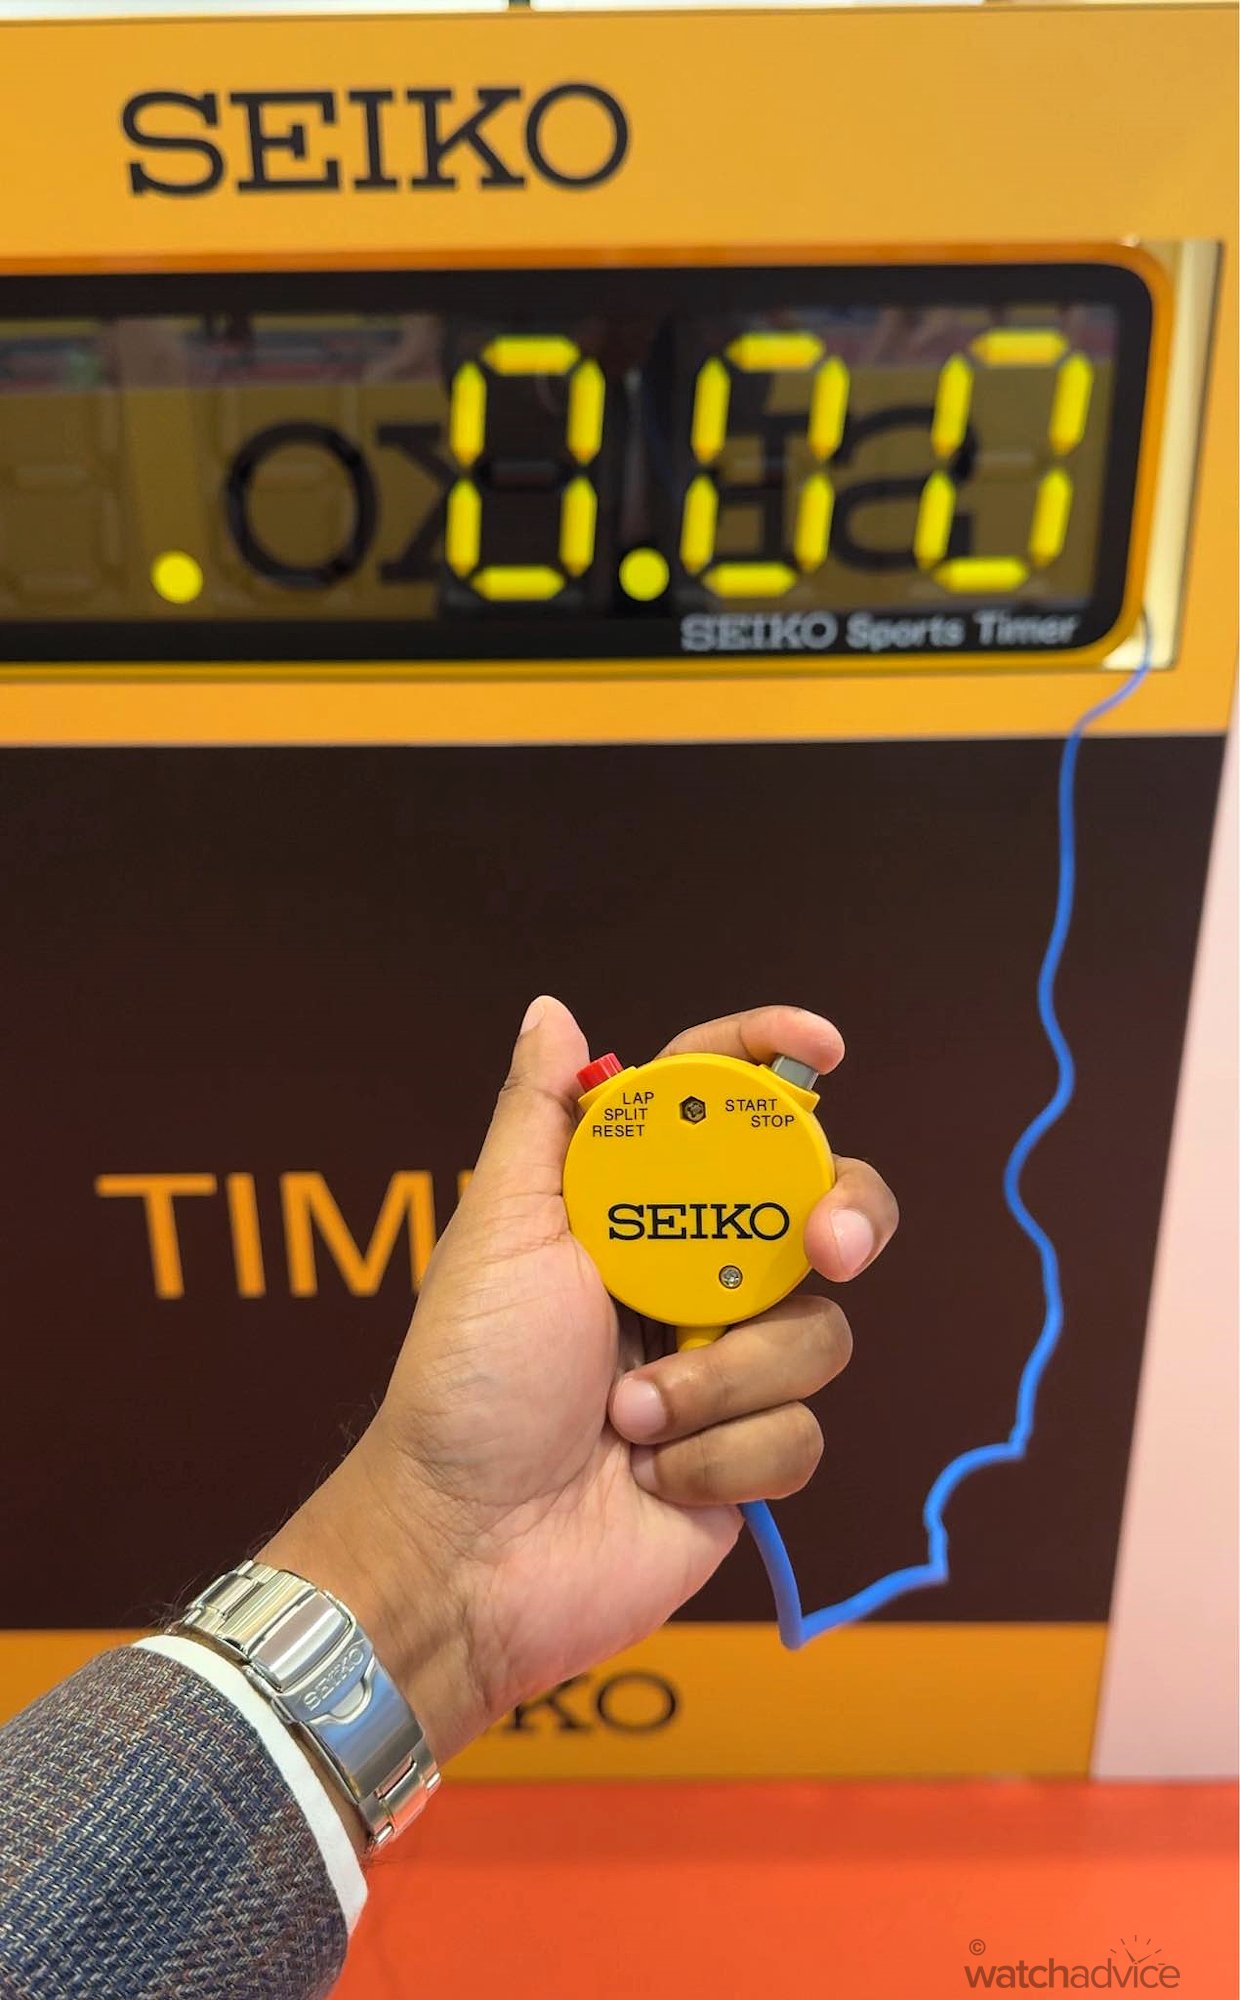 SEIKO
. 0.00
SEIKO Sports Timer
LAP
SPLIT
RESET
START
STOP
SEIKO
TIM
SEIKO
KO
© watchadvice